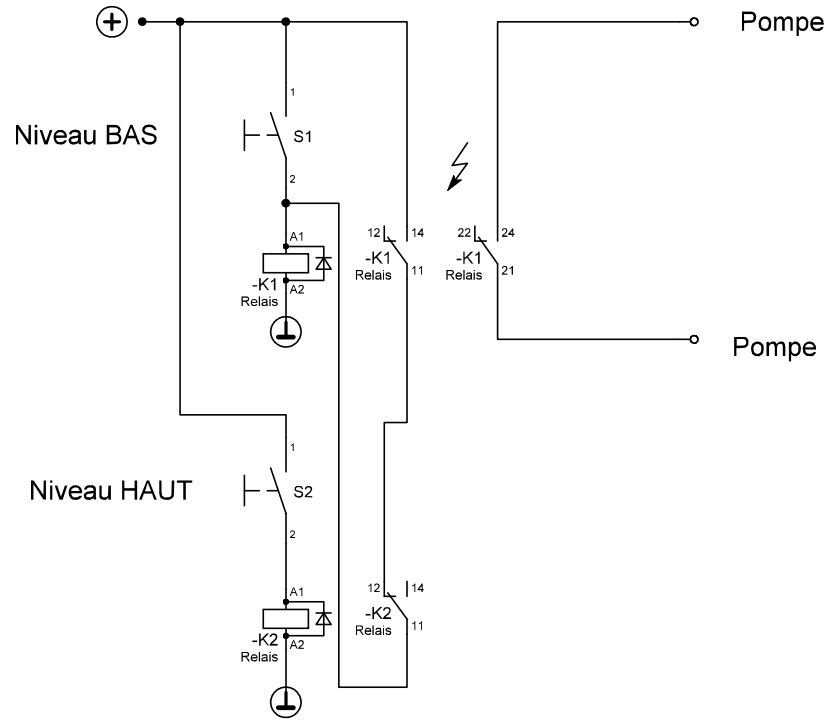 Pompe
1
Niveau BAS
S1
2
A1
12
14
22
24
-K1
Relais
-K1
Relais
-K1
Relais
A2
11
21
Pompe
1
Niveau HAUT
S2
2
A1
12
14
-K2
Relais
-K2
Relais
A2
11